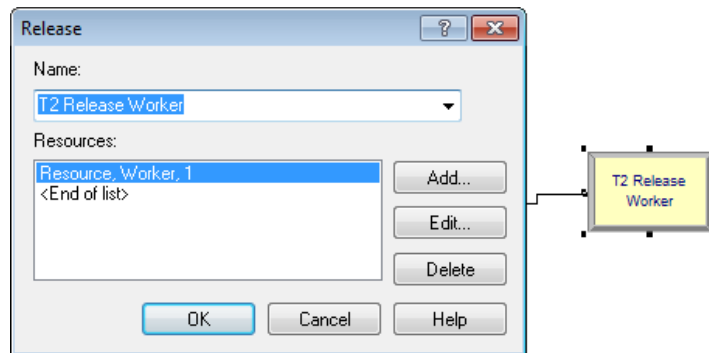 Release
Name:
T2 Release Worker
Resources:
Resource, Worker, 1
<End of list>
Add...
Edit...
Delete
OK
Cancel
Help
T2 Release
Worker